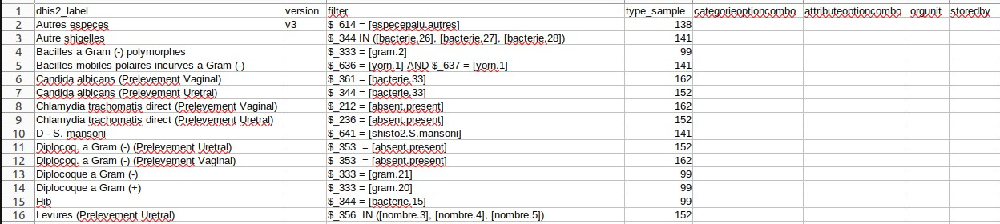 1 dhis2_label version filter type_sample categorieoptioncombo attributeoptioncombo orgunit storedby
2 Autres especes v3 $_614 = [especepalu.autres] 138
3 Autre shigelles $_344 IN ([bacterie.26], [bacterie.27], [bacterie.28]) 141
4 Bacilles a Gram (-) polymorphes $_333 = [gram.2] 99
5 Bacilles mobiles polaires incurves a Gram (-) $_636 = [yorn.1] AND $_637 = [yorn.1] 141
6 Candida albicans (Prelevement Vaginal) $_361 = [bacterie.33] 162
7 Candida albicans (Prelevement Uretral) $_344 = [bacterie.33] 152
8 Chlamydia trachomatis direct (Prelevement Vaginal) $_212 = [absent.present] 162
9 Chlamydia trachomatis direct (Prelevement Uretral) $_236 = [absent.present] 152
10 D - S. mansoni $_641 = [shisto2.S.mansoni] 141
11 Diplocoq. a Gram (-) (Prelevement Uretral) $_353 = [absent.present] 152
12 Diplocoq. a Gram (-) (Prelevement Vaginal) $_353 = [absent.present] 162
13 Diplocoque a Gram (-) $_333 = [gram.21] 99
14 Diplocoque a Gram (+) $_333 = [gram.20] 99
15 Hib $_344 = [bacterie.15] 99
16 Levures (Prelevement Uretral) $_356 IN ([nombre.3], [nombre.4], [nombre.5]) 152